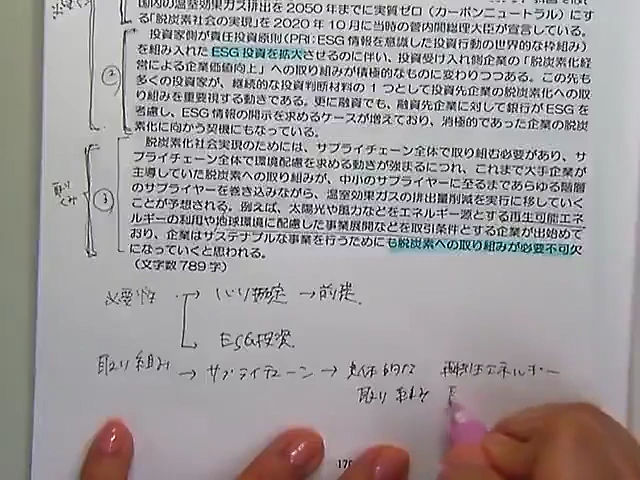 国内の温室効果ガス排出を2050年までに実質ゼロ（カーボンニュートラル）にす
る「脱炭素社会の実現」を2020年10月に当時の菅内閣総理大臣が宣言している。
投資家側が責任投資原則（PRI：ESG情報を意識した投資行動の世界的な枠組み）
を組み入れたESG投資を拡大させるのに伴い、投資受け入れ側企業の「脱炭素化経
営による企業価値向上」への取り組みが積極的なものに変わりつつある。この先も
多くの投資家が、継続的な投資判断材料の1つとして投資先企業の脱炭素化への取
り組みを重要視する動きである。更に融資でも、融資先企業に対して銀行がESGを
考慮し、ESG情報の開示を求めるケースが増えており、消極的であった企業の脱炭
素化に向かう契機にもなっている。
脱炭素化社会実現のためには、サプライチェーン全体で取り組む必要があり、サ
プライチェーン全体で環境配慮を求める動きが強まるにつれ、これまで大手企業が
主導していた脱炭素への取り組みが、中小のサプライヤーに至るまであらゆる階層
のサプライヤーを巻き込みながら、温室効果ガスの排出量削減を実行に移していく
ことが予想される。例えば、太陽光や風力などをエネルギー源とする再生可能エネ
ルギーの利用や地球環境に配慮した事業展開などを取引条件とする企業が出始めて
おり、企業はサステナブルな事業を行うためにも脱炭素への取り組みが必要不可欠
になっていくと思われる。
（文字数789字）
②
③
取り組み
必要性 → パリ協定 → 前提
ESG投資
取り組み → サプライチェーン → 具体的な
取り組み